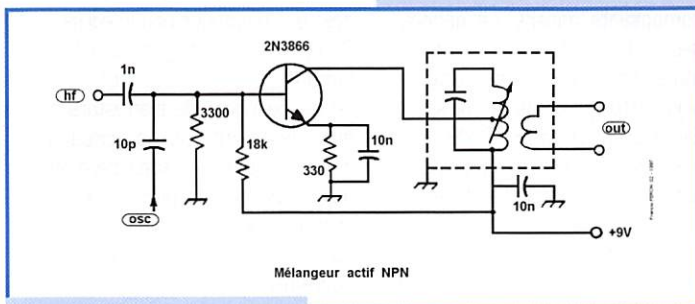 2N3866
1n
hf
3300
10p
18k
10n
330
osc
out
10n
+9V
Mélangeur actif NPN